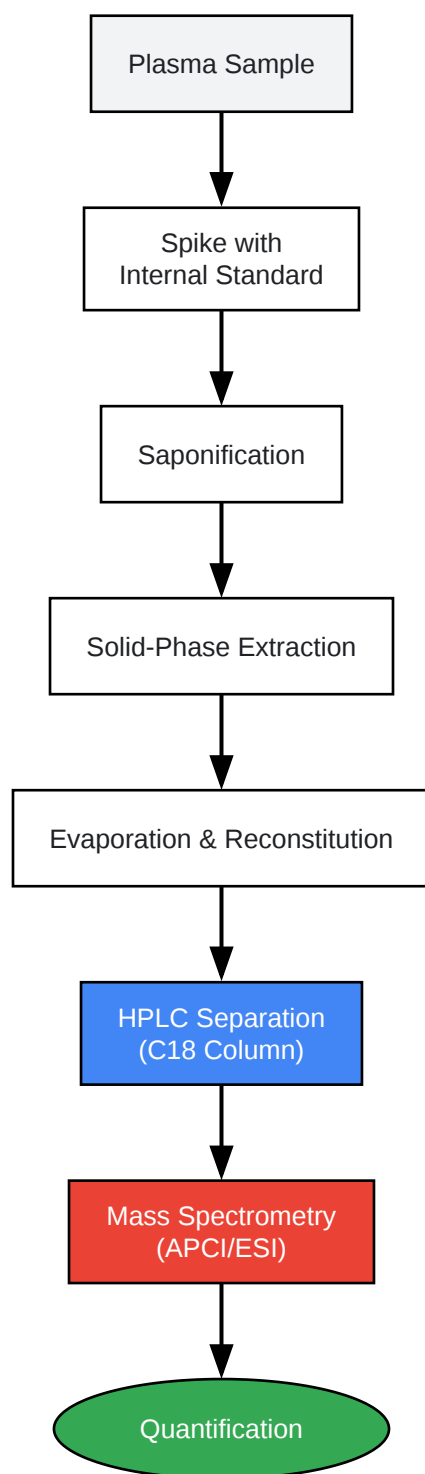 Plasma Sample
Spike with
Internal Standard
Saponification
Solid-Phase Extraction
Evaporation & Reconstitution
HPLC Separation
(C18 Column)
Mass Spectrometry
(APCI/ESI)
Quantification